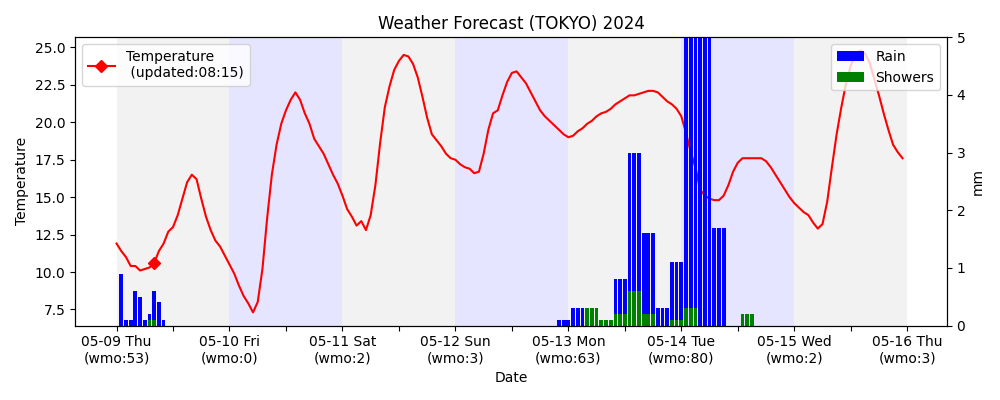 Weather Forecast (TOKYO) 2024
Temperature
(updated:08:15)
Rain
Showers
25.0
22.5
20.0
17.5
15.0
12.5
10.0
7.5
Temperature
5
4
3
2
1
0
mm
05-09 Thu 05-10 Fri 05-11 Sat 05-12 Sun 05-13 Mon 05-14 Tue 05-15 Wed 05-16 Thu
(wmo:53) (wmo:0) (wmo:2) (wmo:3) (wmo:63) (wmo:80) (wmo:2) (wmo:3)
Date